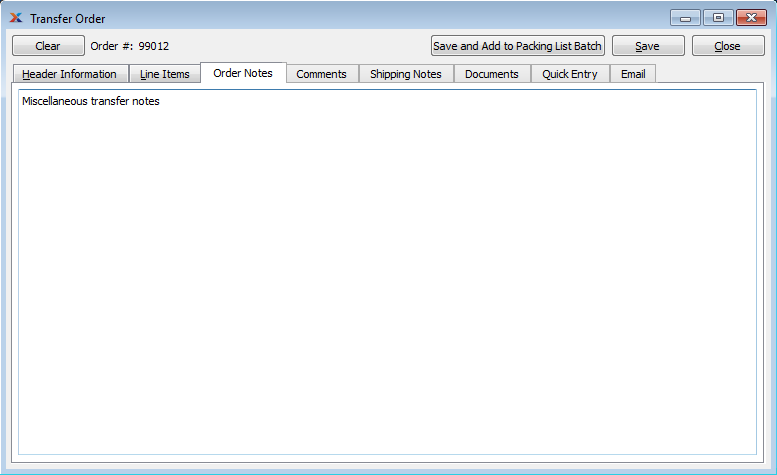 Transfer Order
Clear Order #: 99012 Save and Add to Packing List Batch Save Close
Header Information Line Items Order Notes Comments Shipping Notes Documents Quick Entry Email
Miscellaneous transfer notes